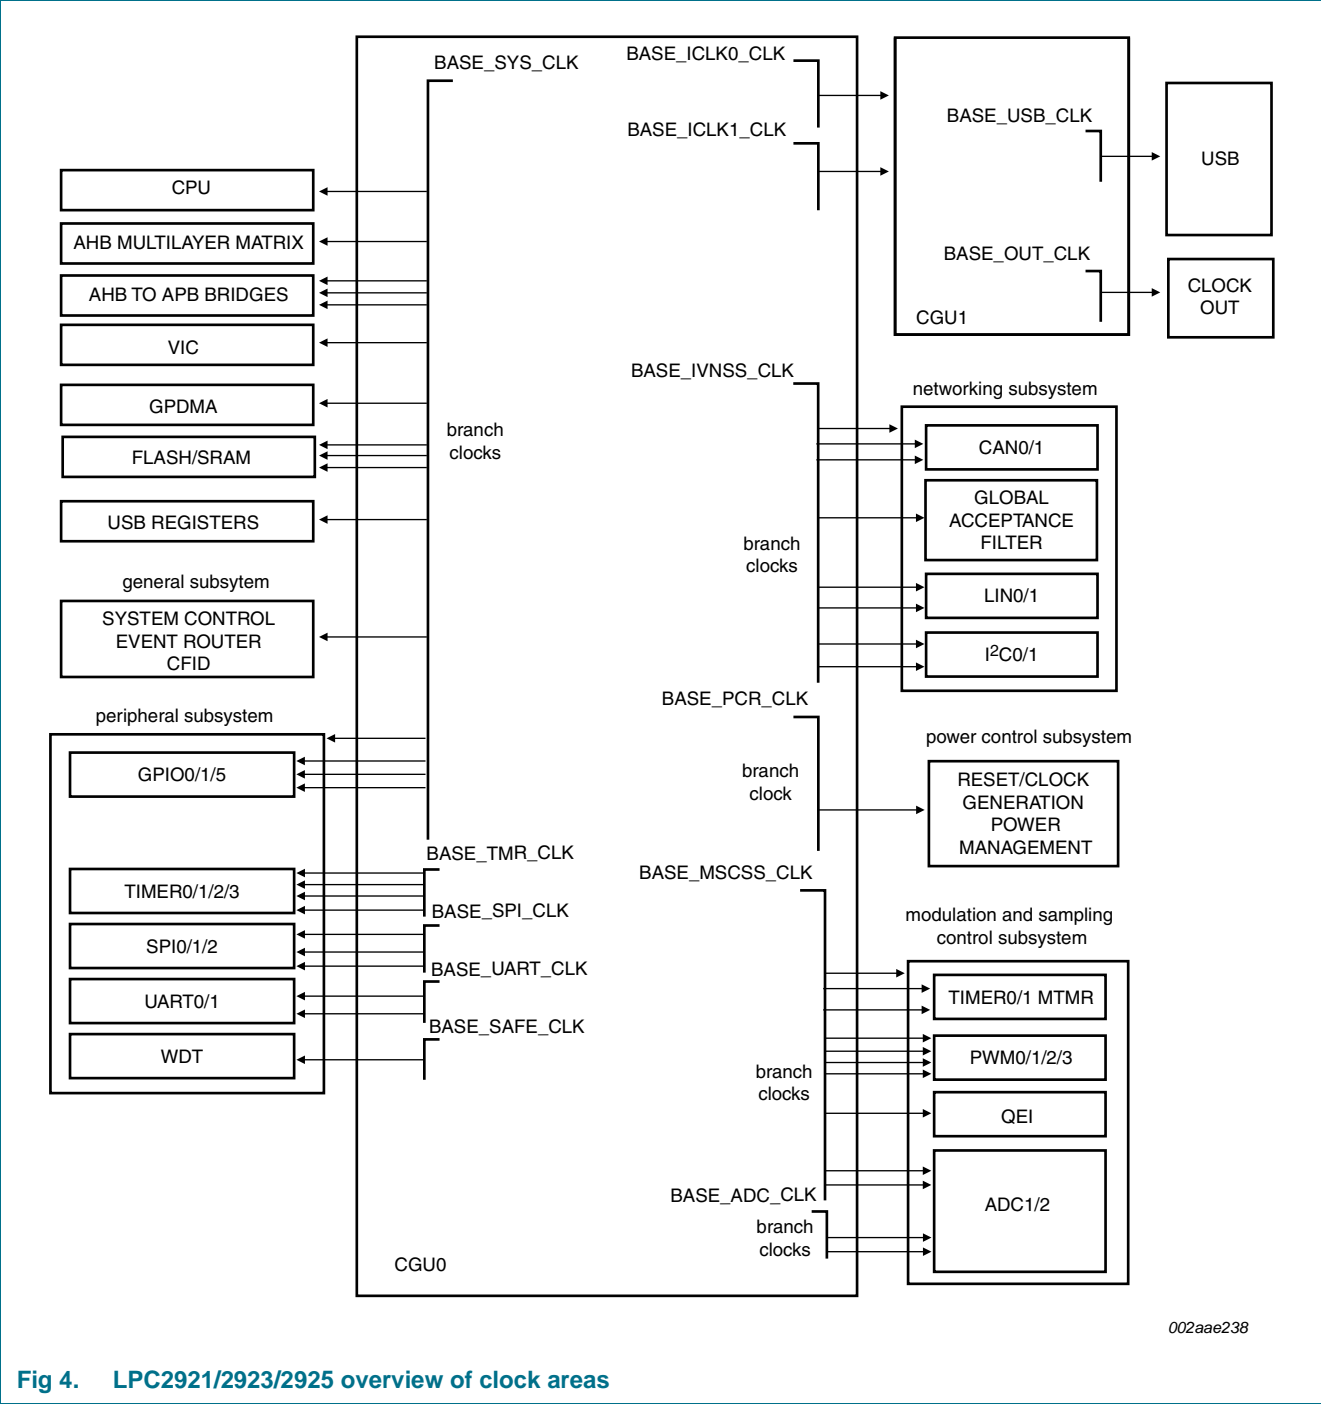 BASE_SYS_CLK
BASE_ICLK0_CLK
BASE_ICLK1_CLK
BASE_USB_CLK
USB
BASE_OUT_CLK
CLOCK
OUT
CGU1
CPU
AHB MULTILAYER MATRIX
AHB TO APB BRIDGES
VIC
GPDMA
FLASH/SRAM
USB REGISTERS
branch
clocks
general subsytem
SYSTEM CONTROL
EVENT ROUTER
CFID
peripheral subsystem
GPIO0/1/5
TIMER0/1/2/3
SPI0/1/2
UART0/1
WDT
BASE_TMR_CLK
BASE_SPI_CLK
BASE_UART_CLK
BASE_SAFE_CLK
CGU0
BASE_IVNSS_CLK
branch
clocks
networking subsystem
CAN0/1
GLOBAL
ACCEPTANCE
FILTER
LIN0/1
I²C0/1
BASE_PCR_CLK
branch
clock
power control subsystem
RESET/CLOCK
GENERATION
POWER
MANAGEMENT
BASE_MSCSS_CLK
branch
clocks
modulation and sampling
control subsystem
TIMER0/1 MTMR
PWM0/1/2/3
QEI
ADC1/2
BASE_ADC_CLK
branch
clocks
002aae238
Fig 4. LPC2921/2923/2925 overview of clock areas